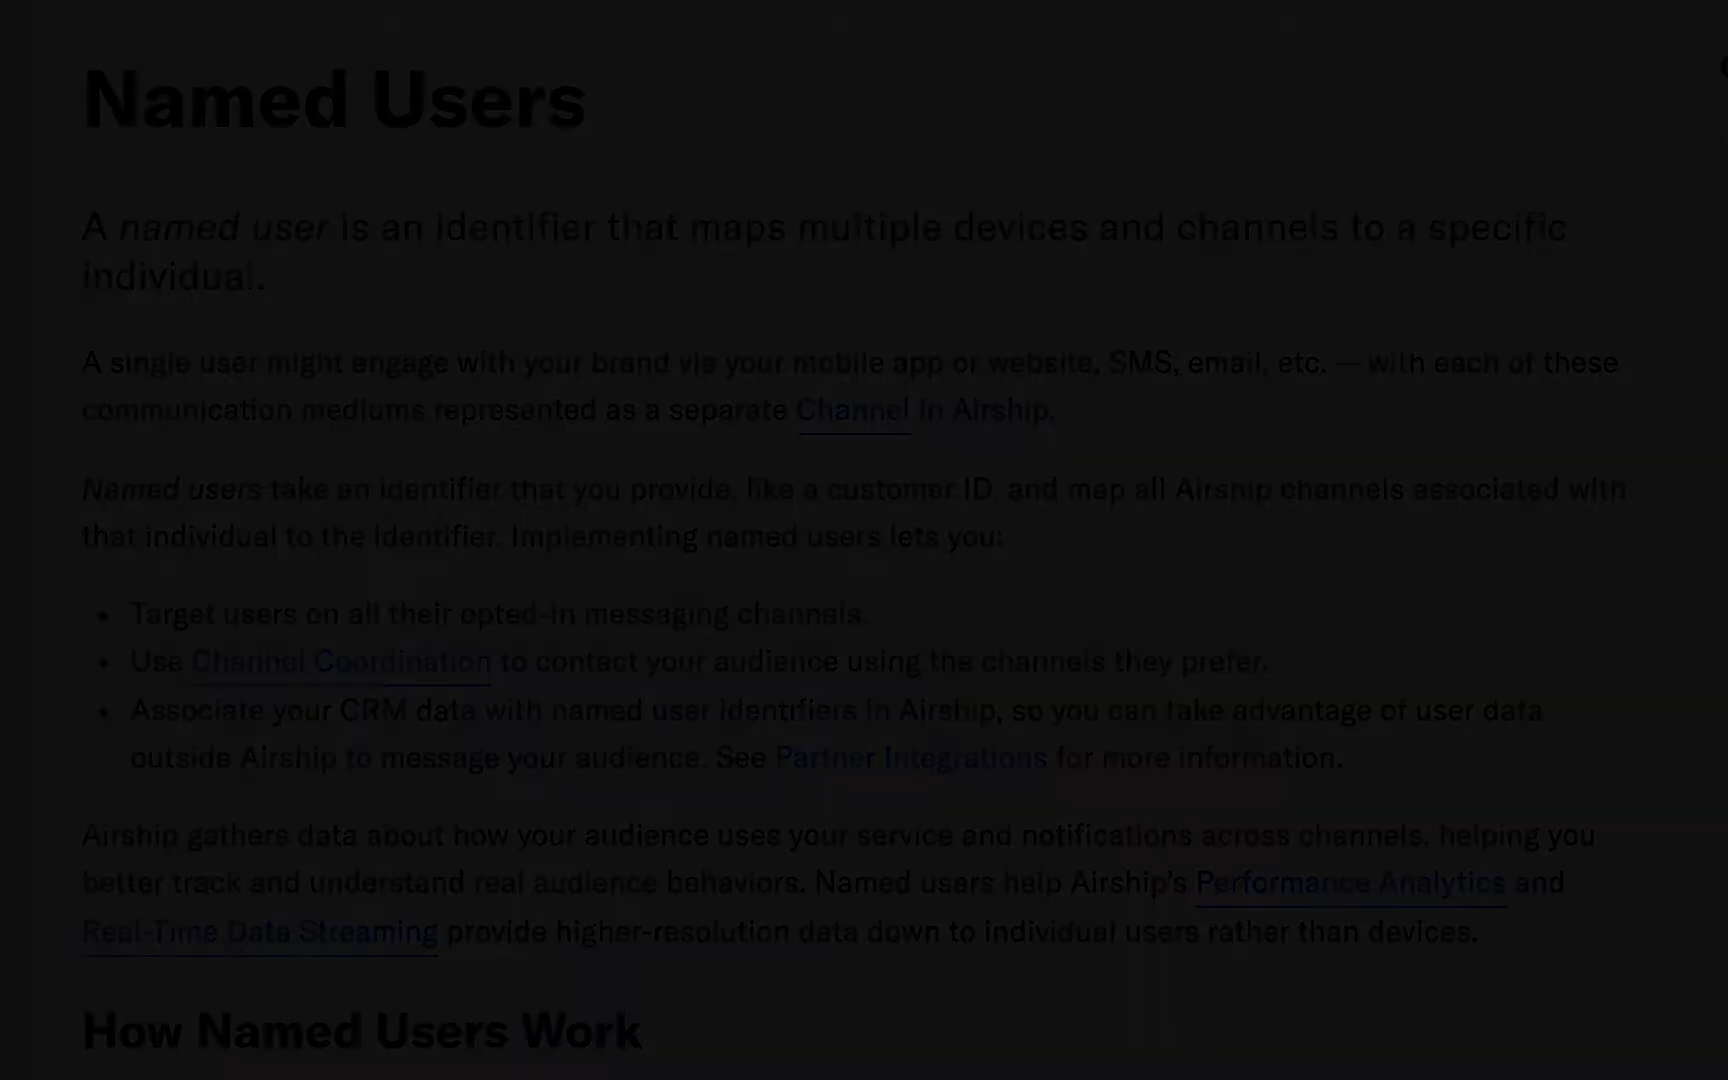 Named Users
A named user is an identifier that maps multiple devices and channels to a specific
individual.
A single user might engage with your brand via your mobile app or website, SMS, email, etc. — with each of these
communication mediums represented as a separate Channel in Airship.
Named users take an identifier that you provide, like a customer ID, and map all Airship channels associated with
that individual to the identifier. Implementing named users lets you:
• Target users on all their opted-in messaging channels.
• Use Channel Coordination to contact your audience using the channels they prefer.
• Associate your CRM data with named user identifiers in Airship, so you can take advantage of user data
outside Airship to message your audience. See Partner Integrations for more information.
Airship gathers data about how your audience uses your service and notifications across channels, helping you
better track and understand real audience behaviors. Named users help Airship's Performance Analytics and
Real-Time Data Streaming provide higher-resolution data down to individual users rather than devices.
How Named Users Work